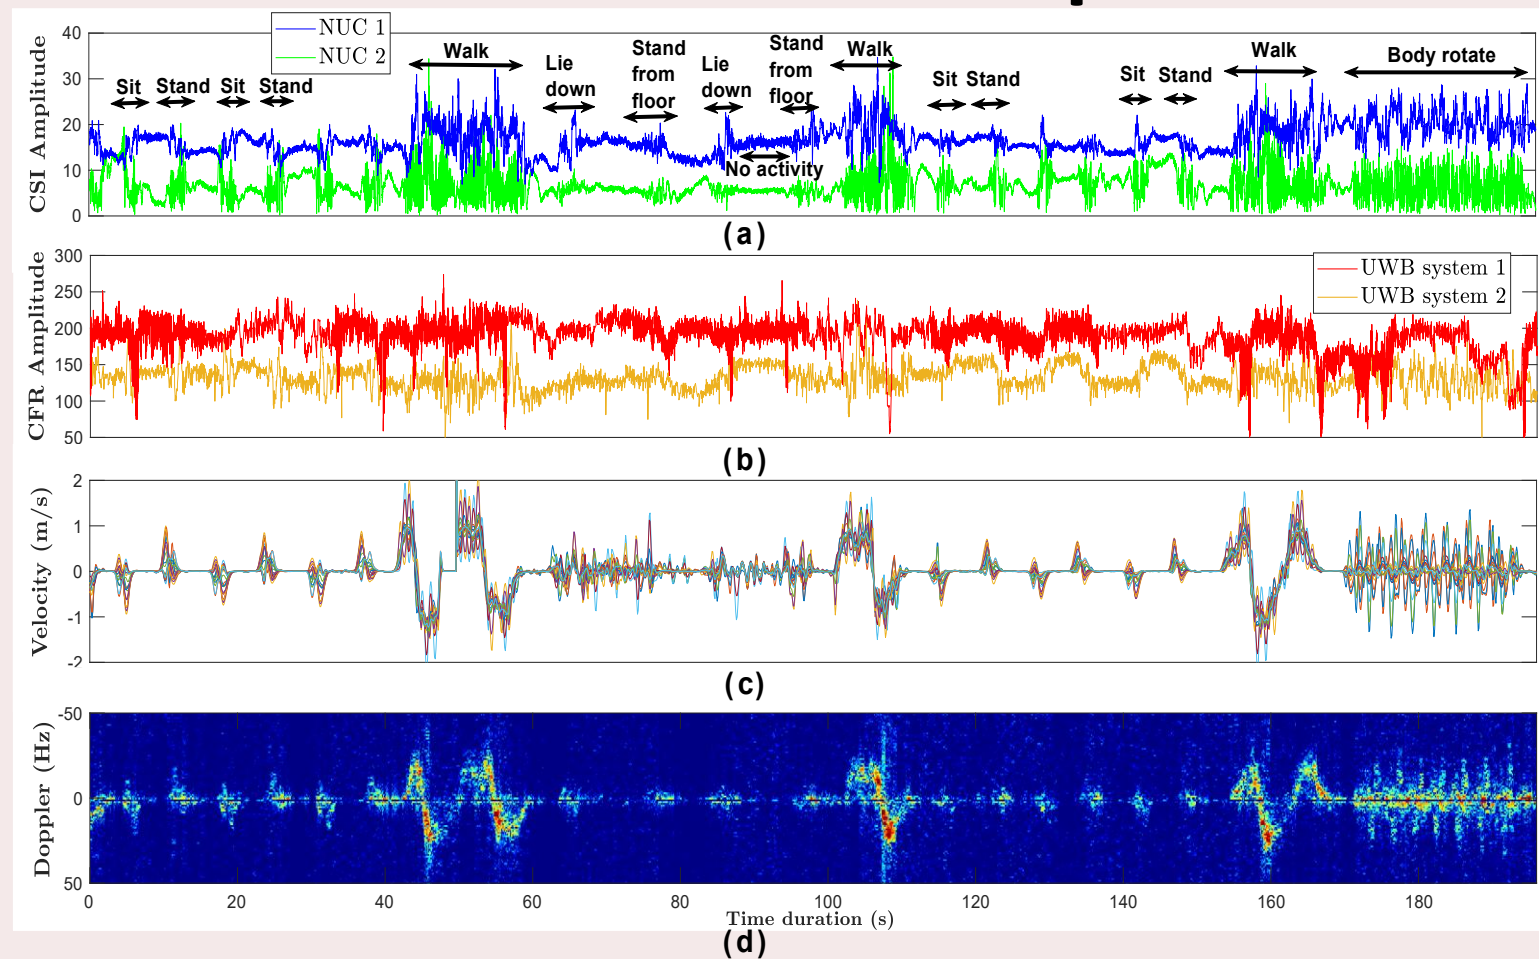 NUC 1
NUC 2
CSI Amplitude
40
30
20
10
0
Sit
Stand
Sit
Stand
Walk
Lie
down
Stand
from
floor
Lie
down
No activity
Stand
from
floor
Walk
Sit
Stand
Sit
Stand
Walk
Body rotate
(a)
CFR Amplitude
300
250
200
150
100
50
UWB system 1
UWB system 2
(b)
Velocity (m/s)
2
1
0
-1
-2
(c)
Doppler (Hz)
-50
0
50
0
20
40
60
80
100
120
140
160
180
Time duration (s)
(d)